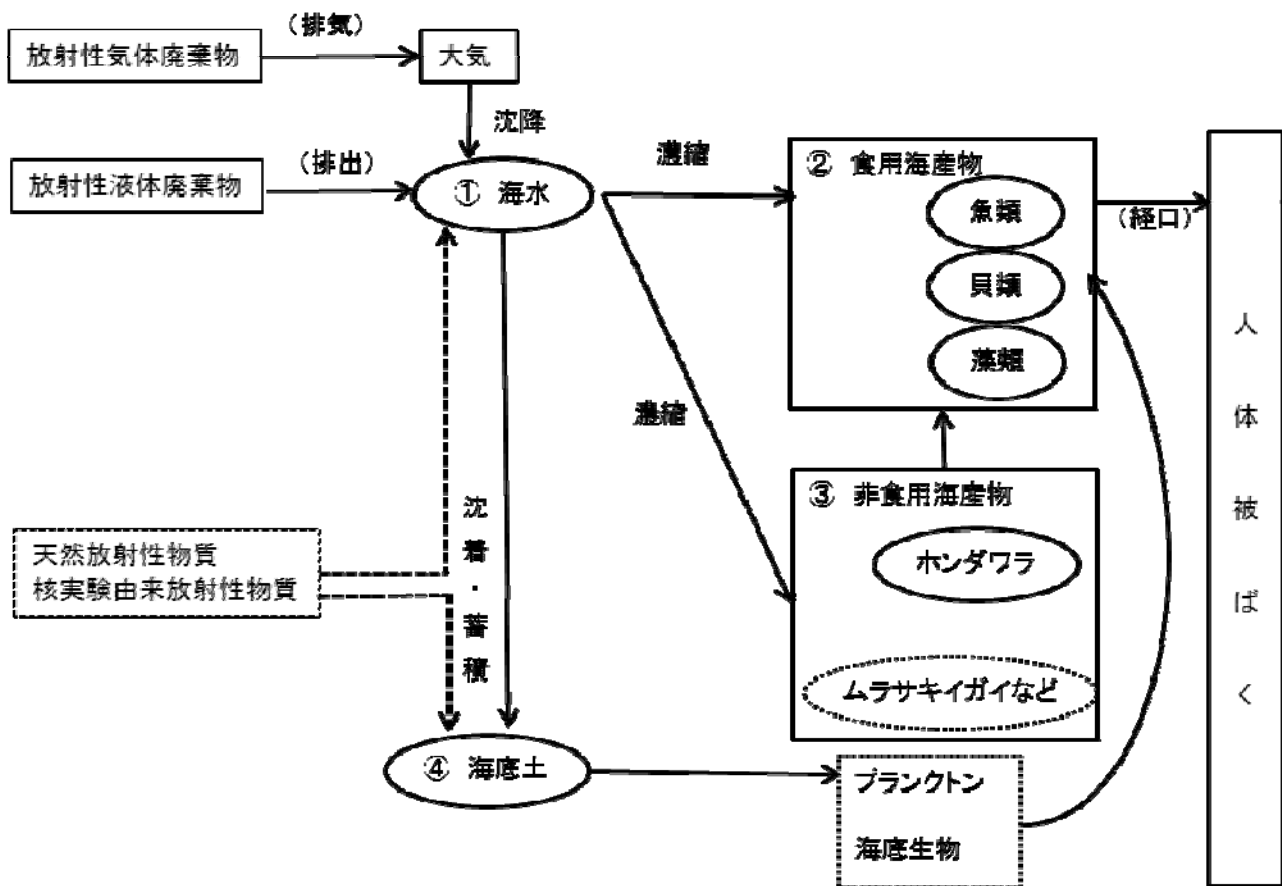 （排気）
放射性気体廃棄物
大気
沈降
（排出）
放射性液体廃棄物
① 海水
濃縮
② 食用海産物
魚類
貝類
藻類
（経口）
人体被ばく
濃縮
③ 非食用海産物
ホンダワラ
ムラサキイガイなど
沈着・蓄積
天然放射性物質
核実験由来放射性物質
④ 海底土
プランクトン
海底生物